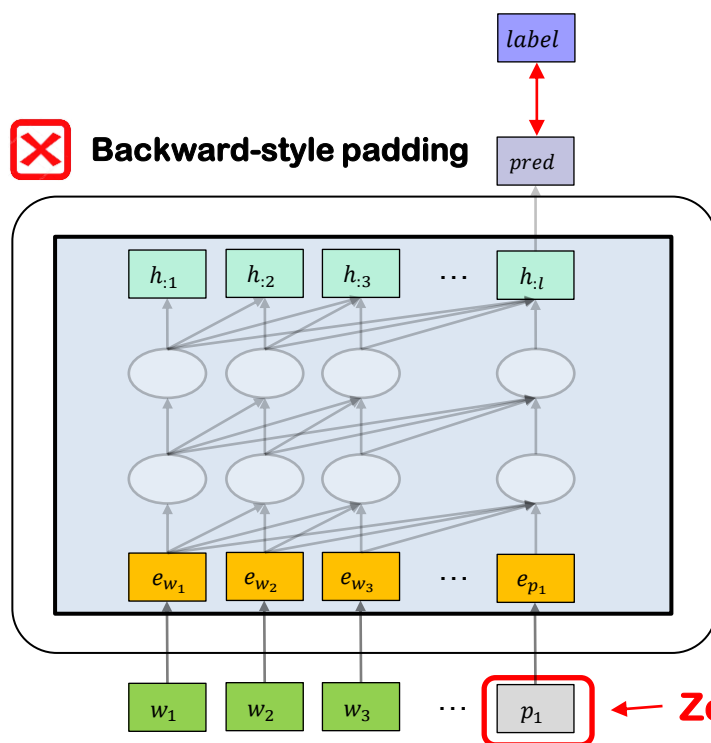 label
Backward-style padding
pred
h:1 h:2 h:3 ... h:l
e_w1 e_w2 e_w3 ... e_p1
w1 w2 w3 ... p1